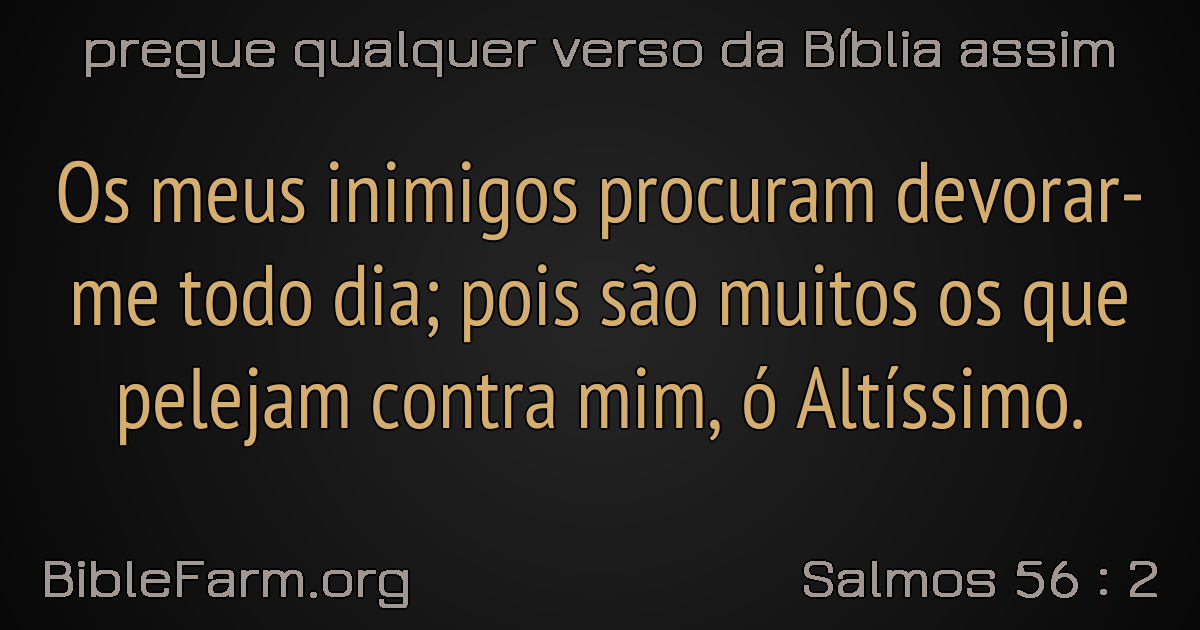 pregue qualquer verso da Bíblia assim
Os meus inimigos procuram devorar-
me todo dia; pois são muitos os que
pelejam contra mim, ó Altíssimo.
BibleFarm.org
Salmos 56 : 2